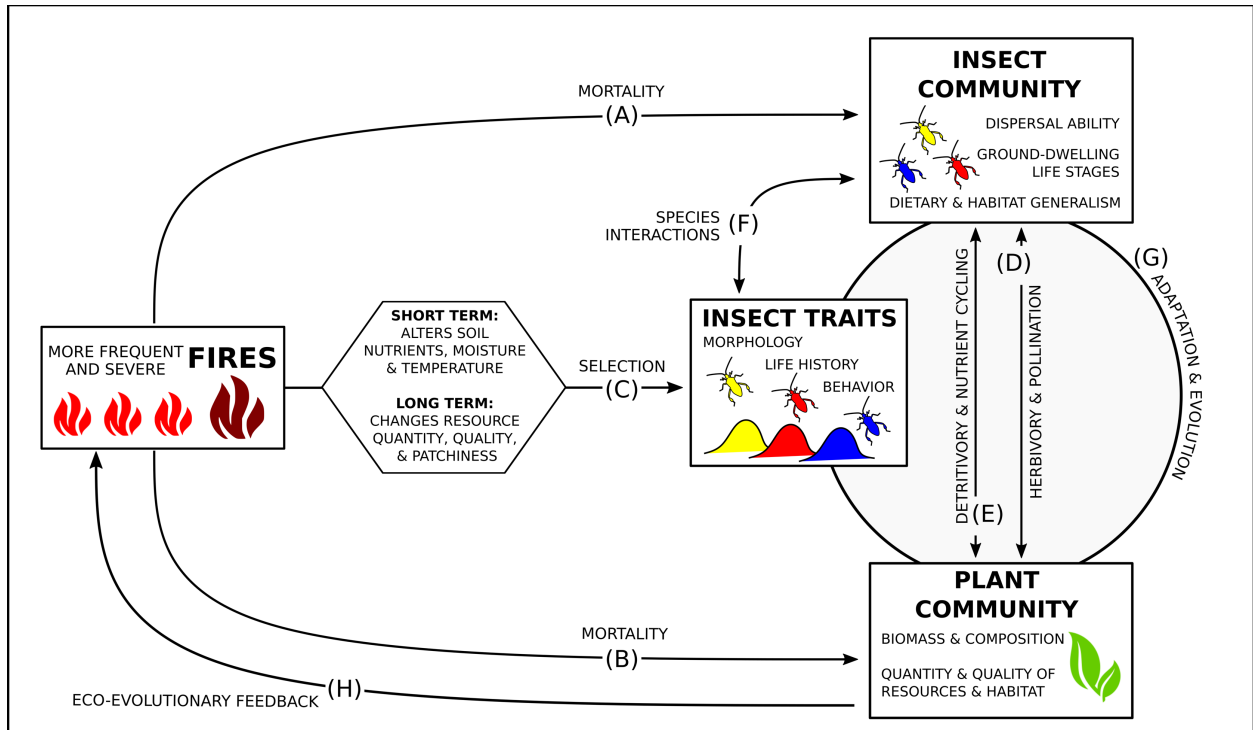 INSECT
COMMUNITY
DISPERSAL ABILITY
GROUND-DWELLING
LIFE STAGES
DIETARY & HABITAT GENERALISM
MORTALITY
(A)
SPECIES
INTERACTIONS
(F)
MORE FREQUENT
AND SEVERE
FIRES
SHORT TERM:
ALTERS SOIL
NUTRIENTS, MOISTURE
& TEMPERATURE
LONG TERM:
CHANGES RESOURCE
QUANTITY, QUALITY,
& PATCHINESS
SELECTION
(C)
INSECT TRAITS
MORPHOLOGY
LIFE HISTORY
BEHAVIOR
DETRITIVORY & NUTRIENT CYCLING
(E)
(D)
HERBIVORY & POLLINATION
(G)
ADAPTATION & EVOLUTION
MORTALITY
(B)
PLANT
COMMUNITY
BIOMASS & COMPOSITION
QUANTITY & QUALITY OF
RESOURCES & HABITAT
ECO-EVOLUTIONARY FEEDBACK
(H)